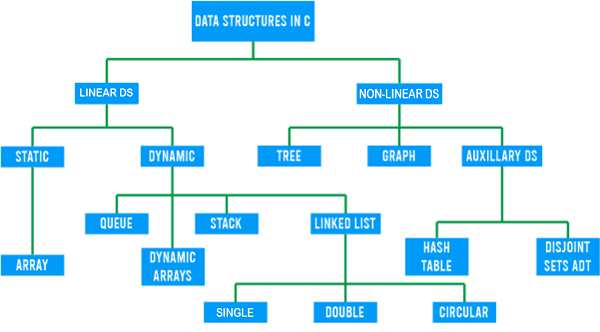 DATA STRUCTURES IN C
LINEAR DS
NON-LINEAR DS
STATIC
DYNAMIC
TREE
GRAPH
AUXILLARY DS
QUEUE
STACK
LINKED LIST
ARRAY
DYNAMIC
ARRAYS
HASH
TABLE
DISJOINT
SETS ADT
SINGLE
DOUBLE
CIRCULAR